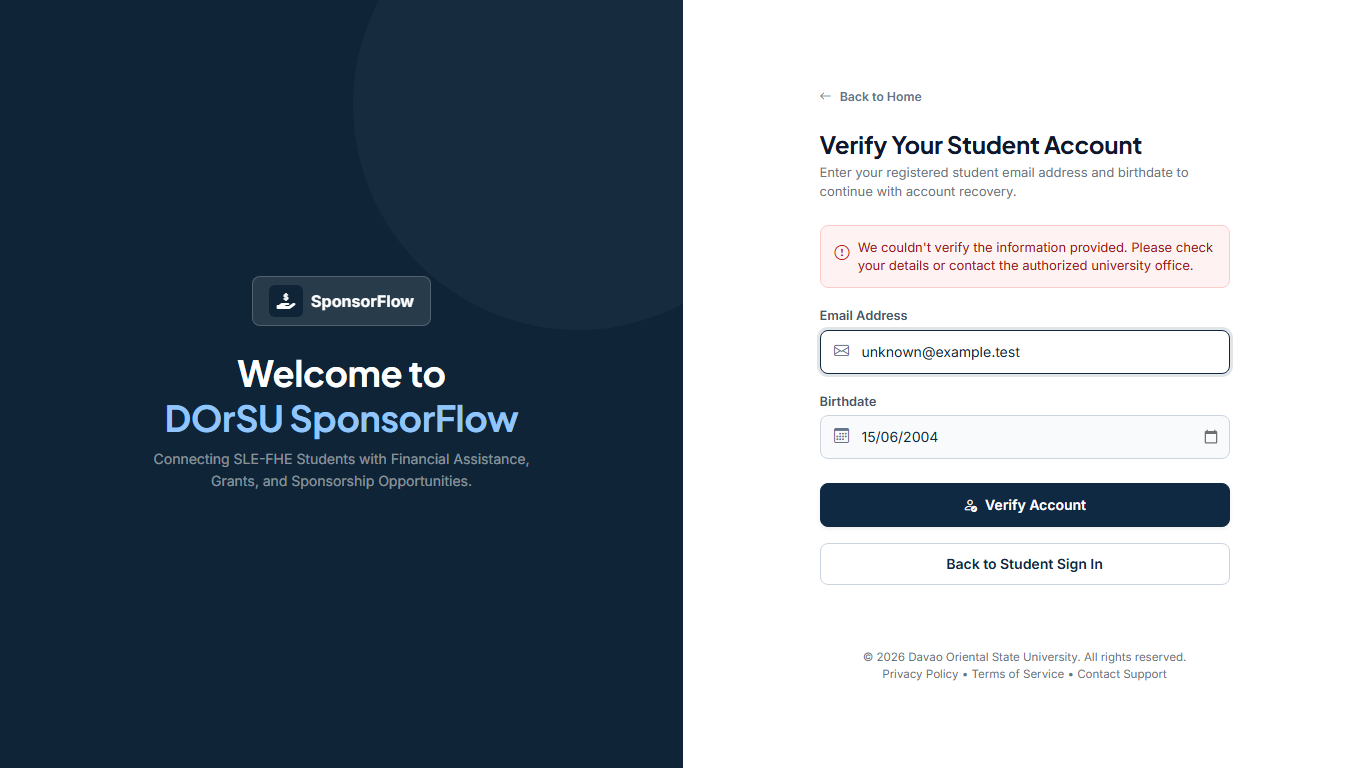 SponsorFlow
Welcome to
DOrSU SponsorFlow
Connecting SLE-FHE Students with Financial Assistance,
Grants, and Sponsorship Opportunities.
Back to Home
Verify Your Student Account
Enter your registered student email address and birthdate to
continue with account recovery.
We couldn't verify the information provided. Please check
your details or contact the authorized university office.
Email Address
unknown@example.test
Birthdate
15/06/2004
Verify Account
Back to Student Sign In
© 2026 Davao Oriental State University. All rights reserved.
Privacy Policy • Terms of Service • Contact Support